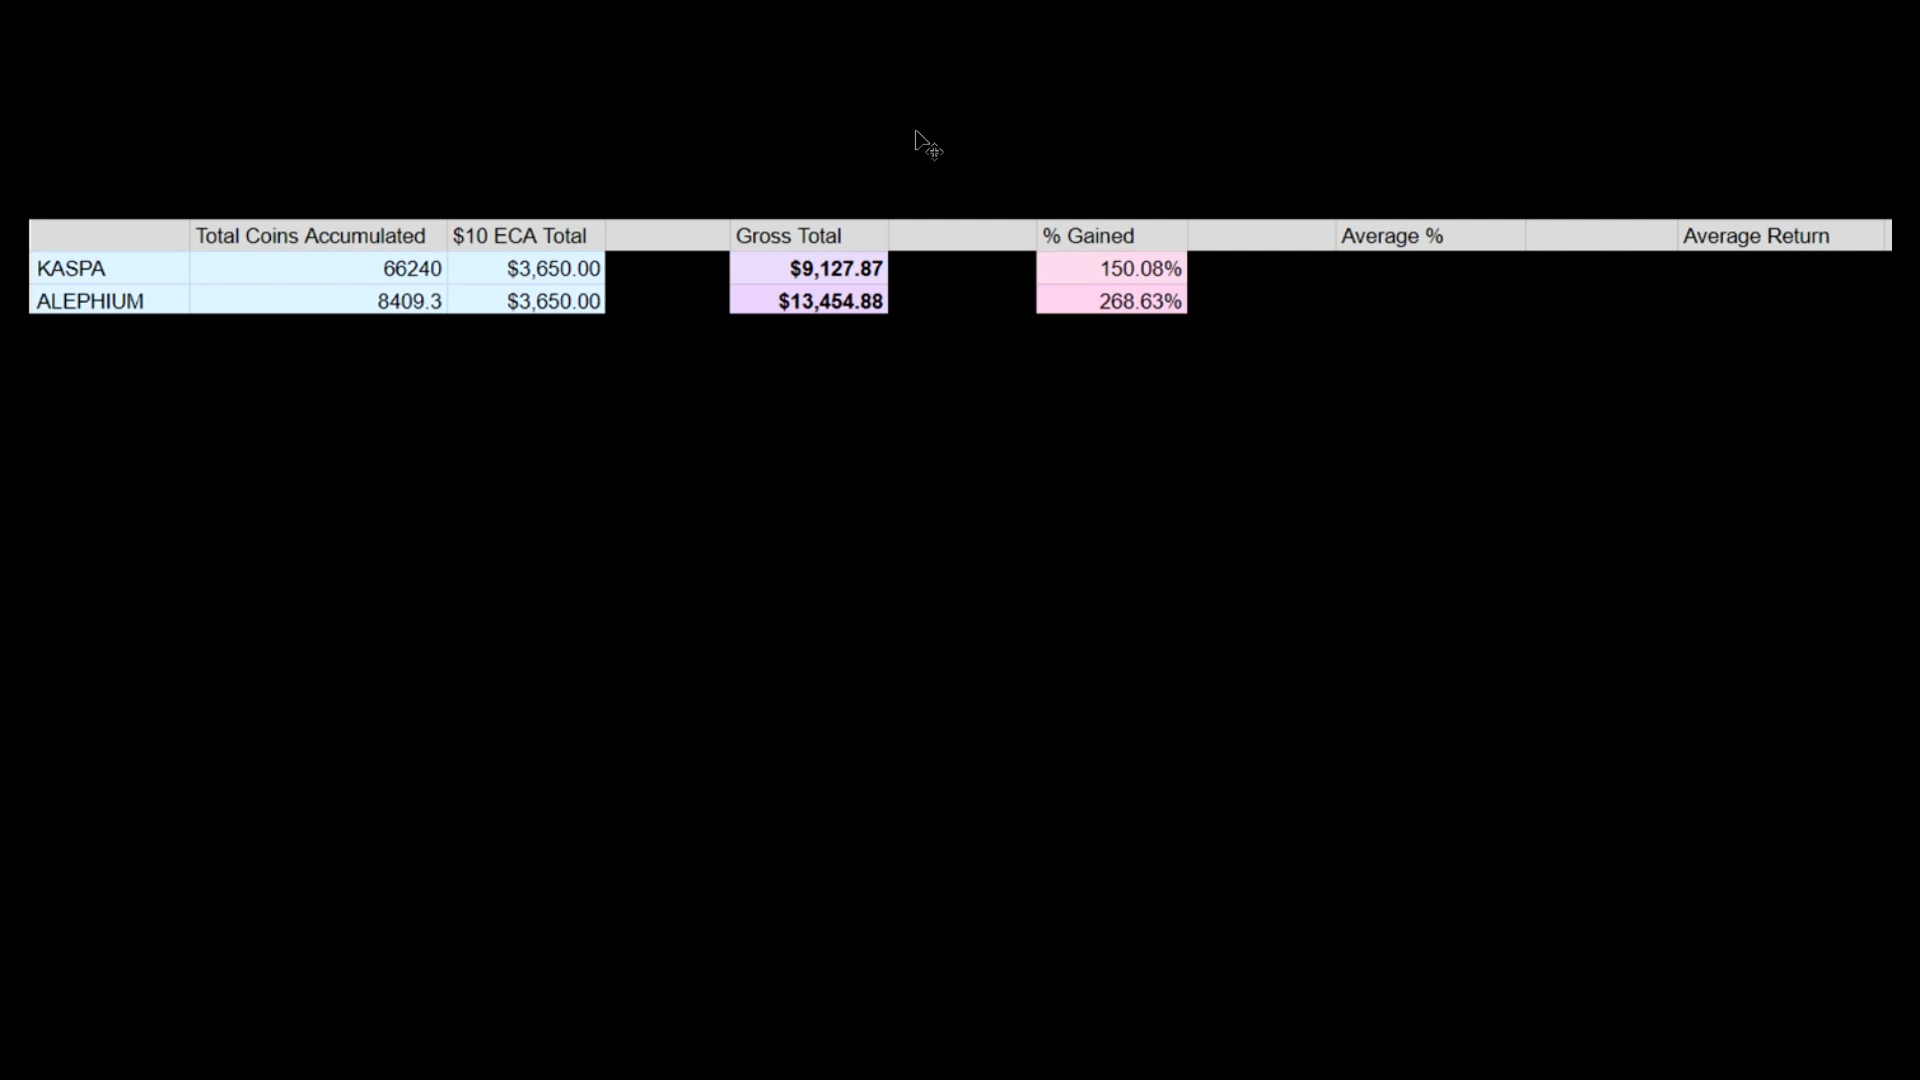 Total Coins Accumulated $10 ECA Total Gross Total % Gained Average % Average Return
KASPA 66240 $3,650.00 $9,127.87 150.08%
ALEPHIUM 8409.3 $3,650.00 $13,454.88 268.63%